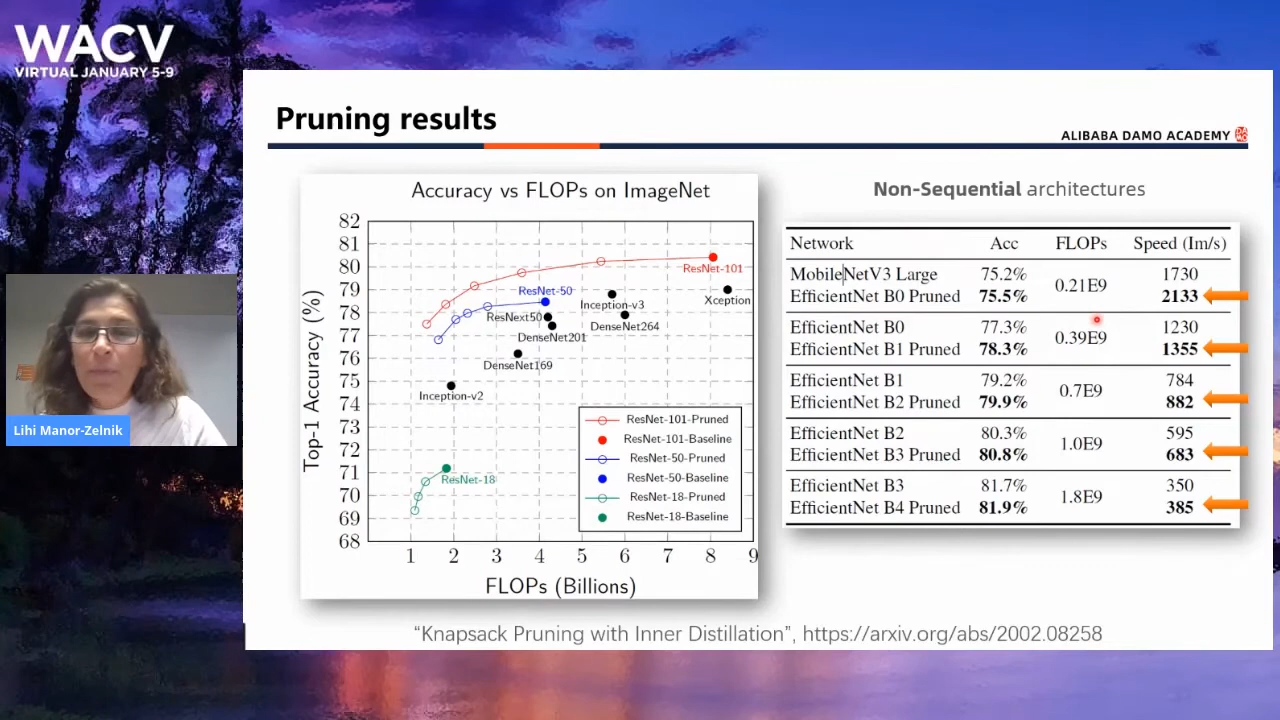 WACV
VIRTUAL JANUARY 5-9
Pruning results
ALIBABA DAMO ACADEMY
Accuracy vs FLOPs on ImageNet
Top-1 Accuracy (%)
82
81
80
79
78
77
76
75
74
73
72
71
70
69
68
ResNet-101
ResNet-50
Inception-v3
Xception
ResNext50
DenseNet264
DenseNet201
DenseNet169
Inception-v2
ResNet-18
ResNet-101-Pruned
ResNet-101-Baseline
ResNet-50-Pruned
ResNet-50-Baseline
ResNet-18-Pruned
ResNet-18-Baseline
1 2 3 4 5 6 7 8 9
FLOPs (Billions)
Non-Sequential architectures
Network Acc FLOPs Speed (Im/s)
MobileNetV3 Large 75.2% 0.21E9 1730
EfficientNet B0 Pruned 75.5% 2133
EfficientNet B0 77.3% 0.39E9 1230
EfficientNet B1 Pruned 78.3% 1355
EfficientNet B1 79.2% 0.7E9 784
EfficientNet B2 Pruned 79.9% 882
EfficientNet B2 80.3% 1.0E9 595
EfficientNet B3 Pruned 80.8% 683
EfficientNet B3 81.7% 1.8E9 350
EfficientNet B4 Pruned 81.9% 385
Lihi Manor-Zelnik
“Knapsack Pruning with Inner Distillation”, https://arxiv.org/abs/2002.08258